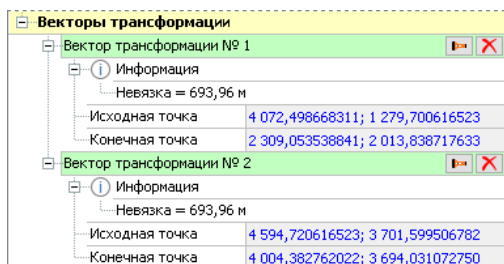 Векторы трансформации
Вектор трансформации № 1
Информация
Невязка = 693,96 м
Исходная точка 4 072,498668311; 1 279,700616523
Конечная точка 2 309,053538841; 2 013,838717633
Вектор трансформации № 2
Информация
Невязка = 693,96 м
Исходная точка 4 594,720616523; 3 701,599506782
Конечная точка 4 004,382762022; 3 694,031072750